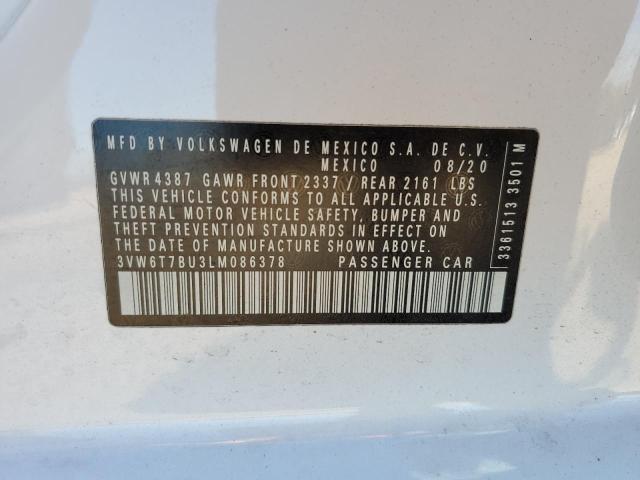 MFD BY VOLKSWAGEN DE MEXICO S.A. DE C.V.
MEXICO 08/20
GVWR 4387 GAWR FRONT 2337 REAR 2161 LBS
THIS VEHICLE CONFORMS TO ALL APPLICABLE U.S.
FEDERAL MOTOR VEHICLE SAFETY, BUMPER AND
THEFT PREVENTION STANDARDS IN EFFECT ON
THE DATE OF MANUFACTURE SHOWN ABOVE.
3VW6T7BU3LM086378 PASSENGER CAR
3361513 3501 M